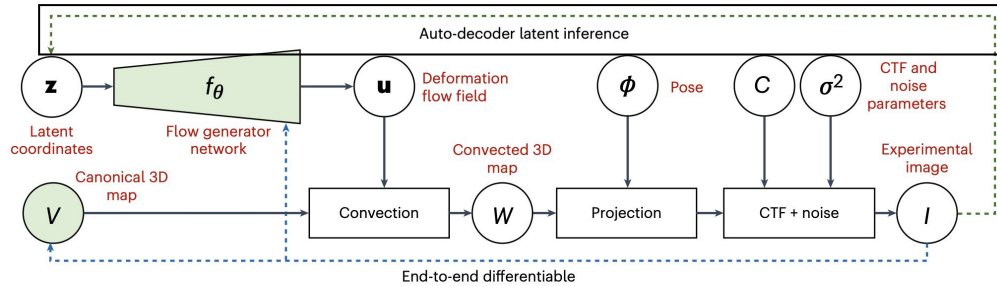 Auto-decoder latent inference
z
f_θ
u
Deformation
flow field
ϕ
Pose
C
σ²
CTF and
noise
parameters
Latent
coordinates
Flow generator
network
Canonical 3D
map
Convected 3D
map
Experimental
image
V
Convection
W
Projection
CTF + noise
I
End-to-end differentiable